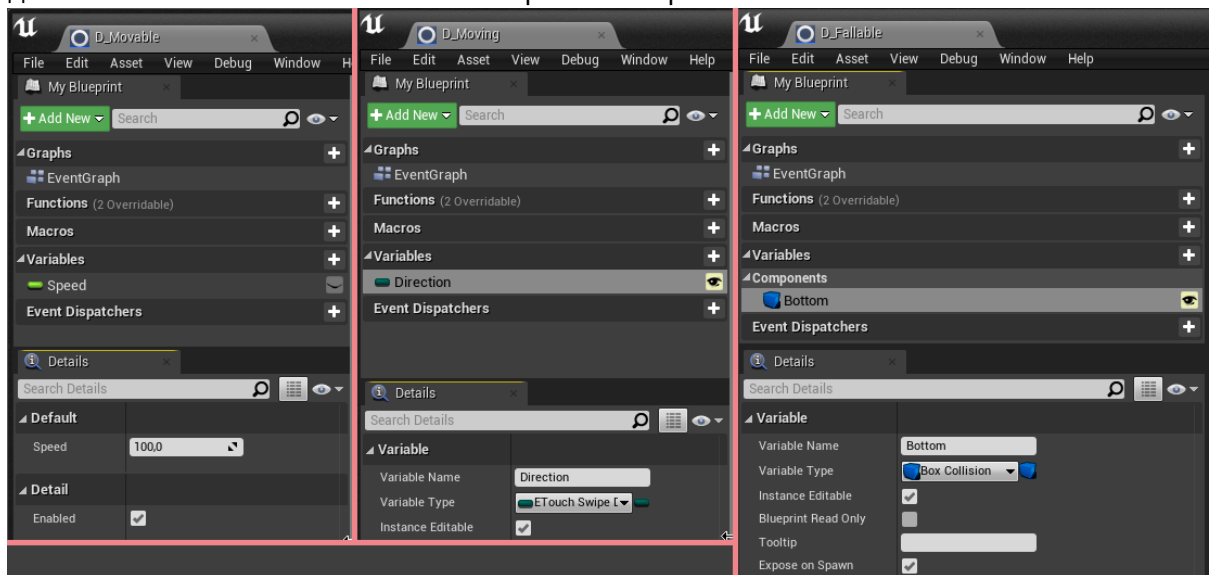 D_Movable
File Edit Asset View Debug Window H
My Blueprint
Add New Search
Graphs
EventGraph
Functions (2 Overridable)
Macros
Variables
Speed
Event Dispatchers
Details
Search Details
Default
Speed 100,0
Detail
Enabled
D_Moving
File Edit Asset View Debug Window Help
My Blueprint
Add New Search
Graphs
EventGraph
Functions (2 Overridable)
Macros
Variables
Direction
Event Dispatchers
Details
Search Details
Variable
Variable Name Direction
Variable Type ETouch Swipe D
Instance Editable
D_Fallable
File Edit Asset View Debug Window Help
My Blueprint
Add New Search
Graphs
EventGraph
Functions (2 Overridable)
Macros
Variables
Components
Bottom
Event Dispatchers
Details
Search Details
Variable
Variable Name Bottom
Variable Type Box Collision
Instance Editable
Blueprint Read Only
Tooltip
Expose on Spawn